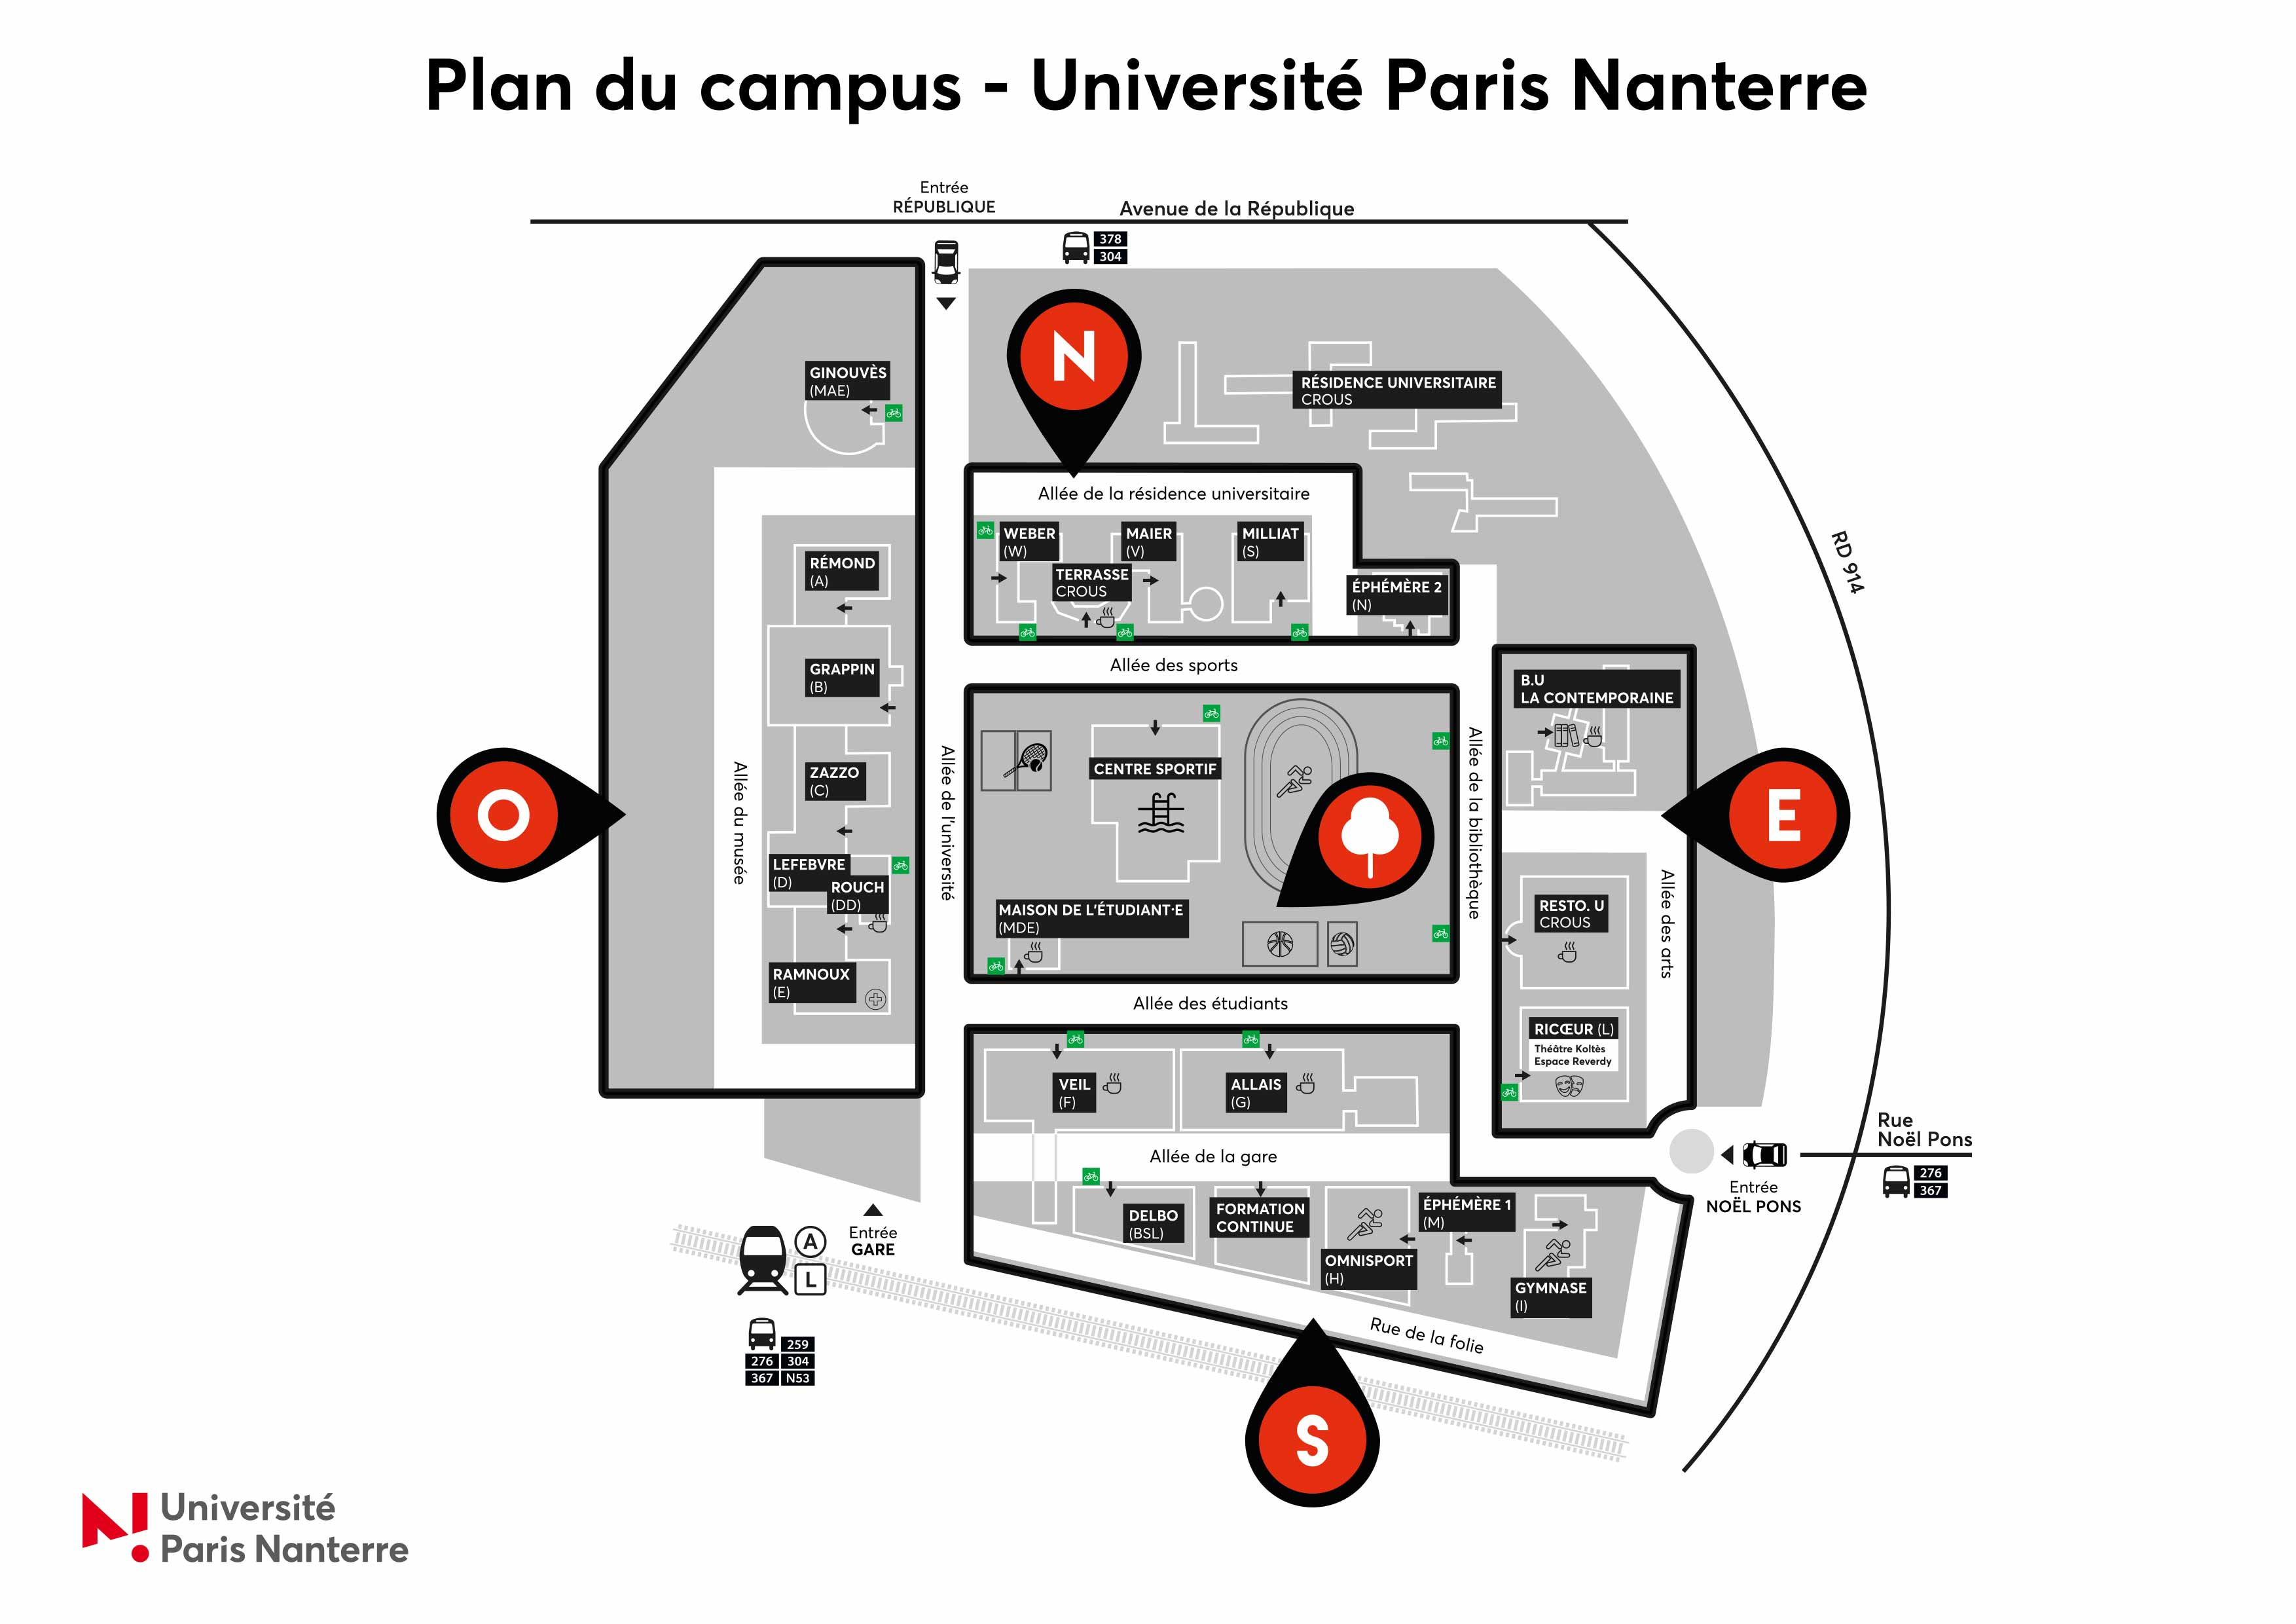 Plan du campus - Université Paris Nanterre
Entrée
RÉPUBLIQUE
Avenue de la République
378
304
N
GINOUVÈS
(MAE)
RÉSIDENCE UNIVERSITAIRE
CROUS
Allée de la résidence universitaire
WEBER
(W)
MAIER
(V)
MILLIAT
(S)
TERRASSE
CROUS
ÉPHÉMÈRE 2
(N)
RD 914
RÉMOND
(A)
GRAPPIN
(B)
ZAZZO
(C)
LEFEBVRE
(D)
ROUCH
(DD)
RAMNOUX
(E)
O
Allée du musée
Allée de l'université
Allée des sports
CENTRE SPORTIF
MAISON DE L'ÉTUDIANT·E
(MDE)
Allée de la bibliothèque
B.U
LA CONTEMPORAINE
E
RESTO. U
CROUS
Allée des arts
RICŒUR (L)
Théâtre Koltès
Espace Reverdy
Allée des étudiants
VEIL
(F)
ALLAIS
(G)
Allée de la gare
DELBO
(BSL)
FORMATION
CONTINUE
OMNISPORT
(H)
ÉPHÉMÈRE 1
(M)
GYMNASE
(I)
Rue de la folie
S
Rue
Noël Pons
276
367
Entrée
NOËL PONS
Entrée
GARE
A
L
259
276 304
367 N53
Université
Paris Nanterre